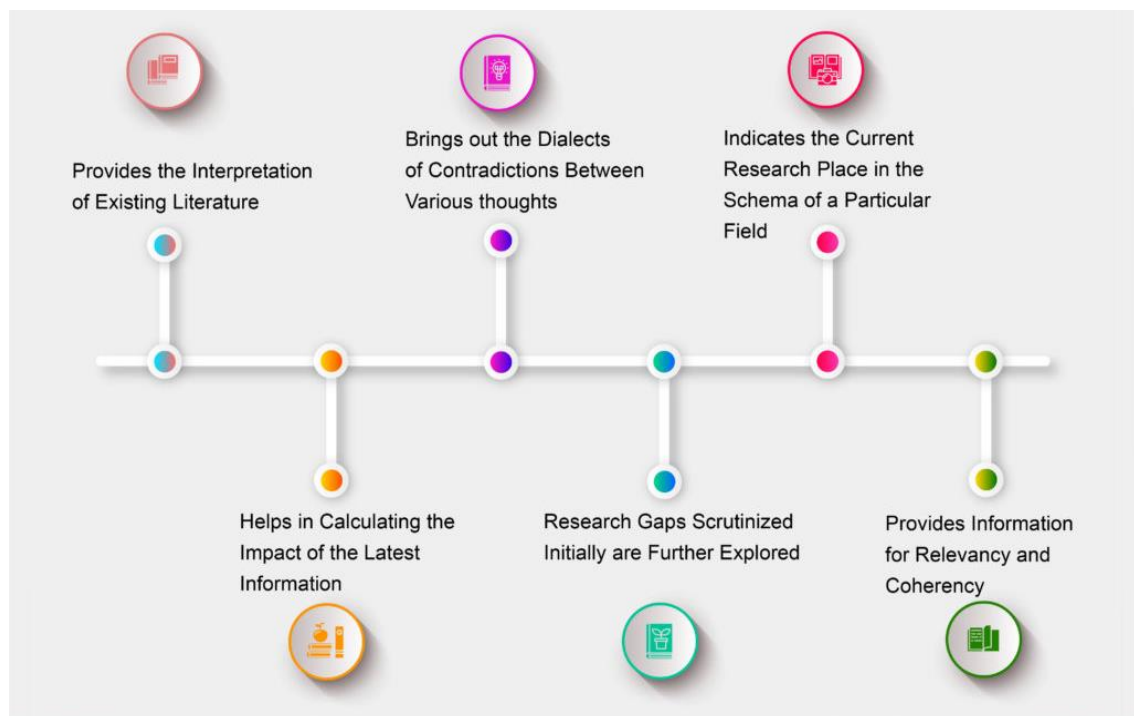 Provides the Interpretation
of Existing Literature
Brings out the Dialects
of Contradictions Between
Various thoughts
Indicates the Current
Research Place in the
Schema of a Particular
Field
Helps in Calculating the
Impact of the Latest
Information
Research Gaps Scrutinized
Initially are Further Explored
Provides Information
for Relevancy and
Coherency